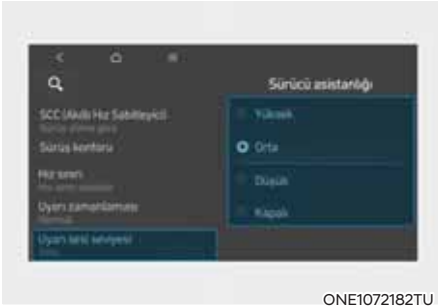 Sürücü asistanlığı
SCC (Akıllı Hız Sabitleyici)
Sürüş konforu
Hız sınırı
Uyarı zamanlaması
Normal
Uyarı sesi seviyesi
Yüksek
Orta
Düşük
Kapalı
ONE1072182TU